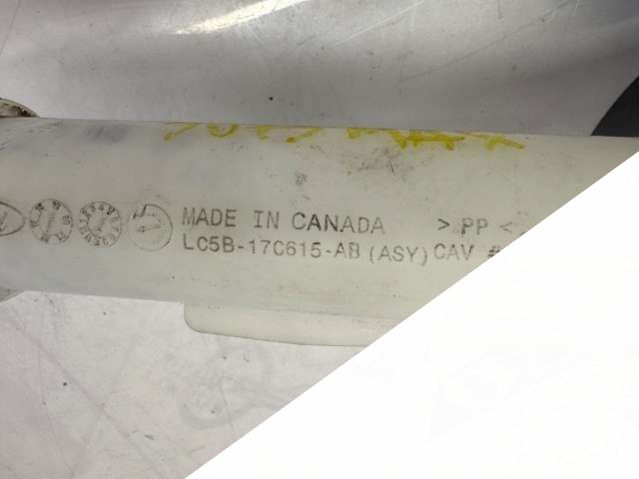 MADE IN CANADA >PP<
LC5B-17C615-AB (ASY) CAV #